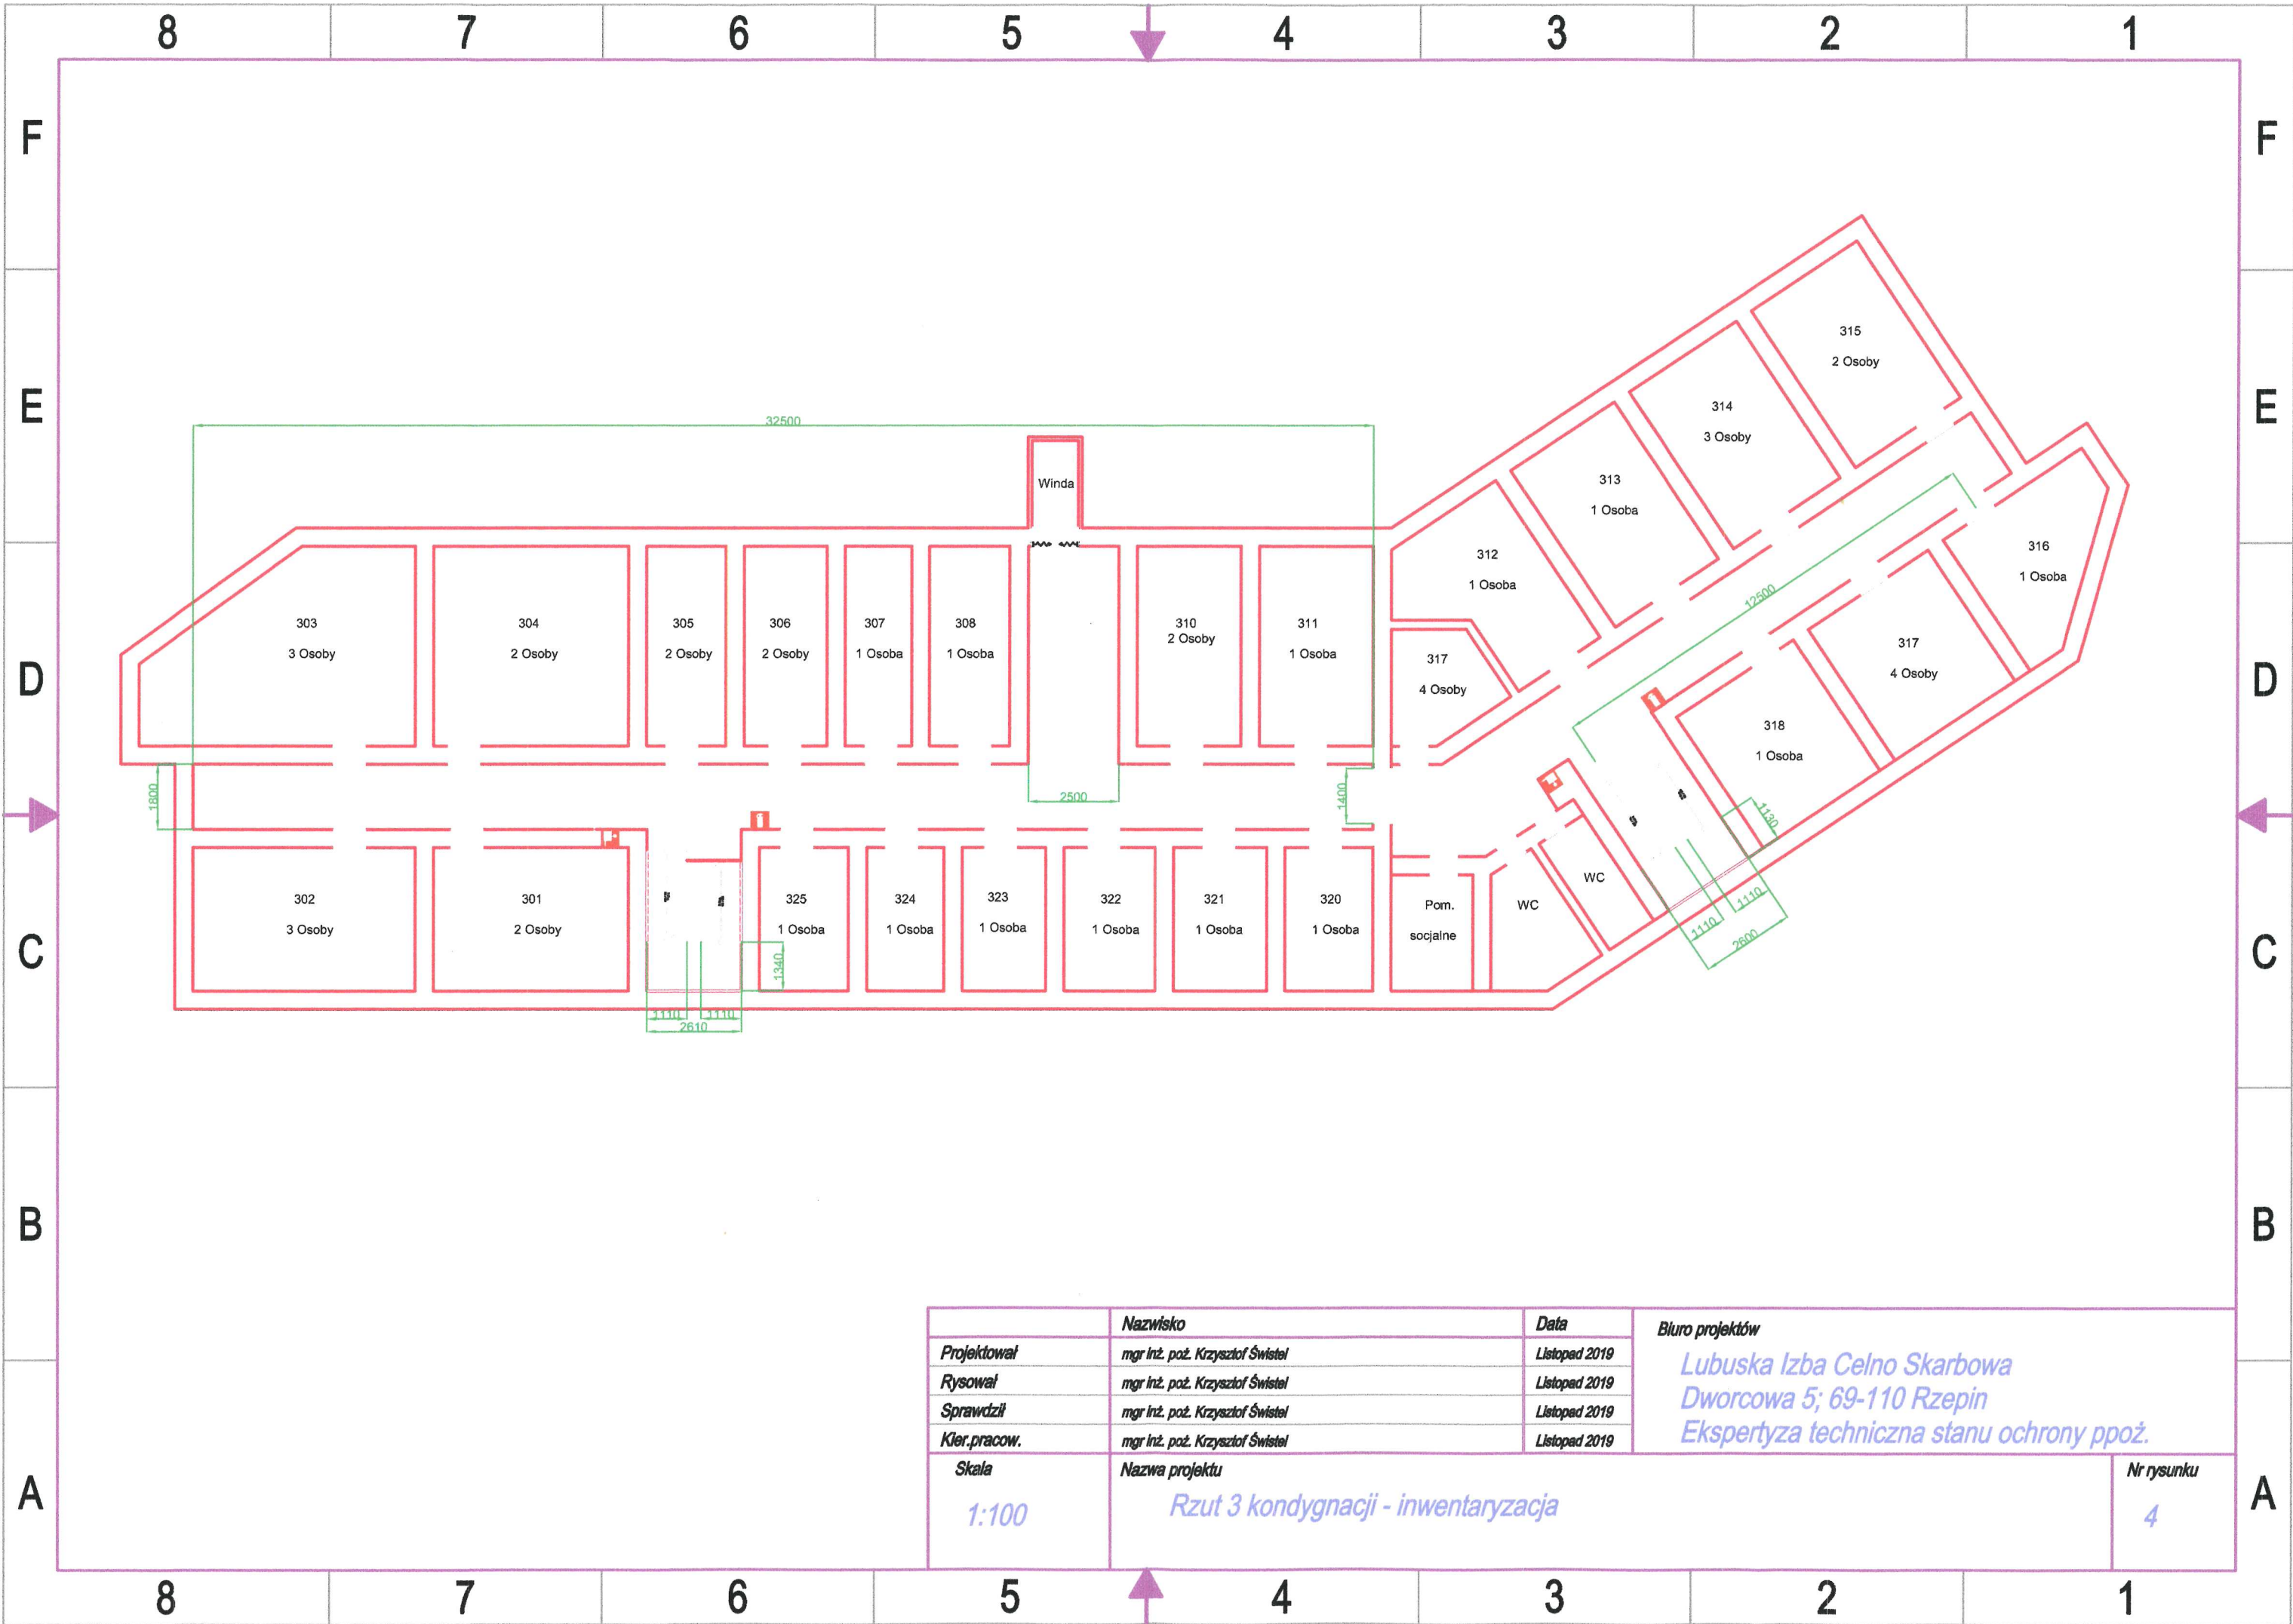 8 7 6 5 4 3 2 1
F F
E E
D D
C C
B B
A A
8 7 6 5 4 3 2 1
32500
Winda
303
3 Osoby
304
2 Osoby
305
2 Osoby
306
2 Osoby
307
1 Osoba
308
1 Osoba
310
2 Osoby
311
1 Osoba
312
1 Osoba
313
1 Osoba
314
3 Osoby
315
2 Osoby
316
1 Osoba
317
4 Osoby
317
4 Osoby
318
1 Osoba
12500
1800
2500
1400
1130
302
3 Osoby
301
2 Osoby
325
1 Osoba
324
1 Osoba
323
1 Osoba
322
1 Osoba
321
1 Osoba
320
1 Osoba
Pom.
socjalne
WC
WC
1340
1110 1110
2610
1110
1110
2600
Nazwisko Data
Projektował mgr inż. poż. Krzysztof Świstel Listopad 2019
Rysował mgr inż. poż. Krzysztof Świstel Listopad 2019
Sprawdził mgr inż. poż. Krzysztof Świstel Listopad 2019
Kier.pracow. mgr inż. poż. Krzysztof Świstel Listopad 2019
Biuro projektów
Lubuska Izba Celno Skarbowa
Dworcowa 5; 69-110 Rzepin
Ekspertyza techniczna stanu ochrony ppoż.
Skala
1:100
Nazwa projektu
Rzut 3 kondygnacji - inwentaryzacja
Nr rysunku
4